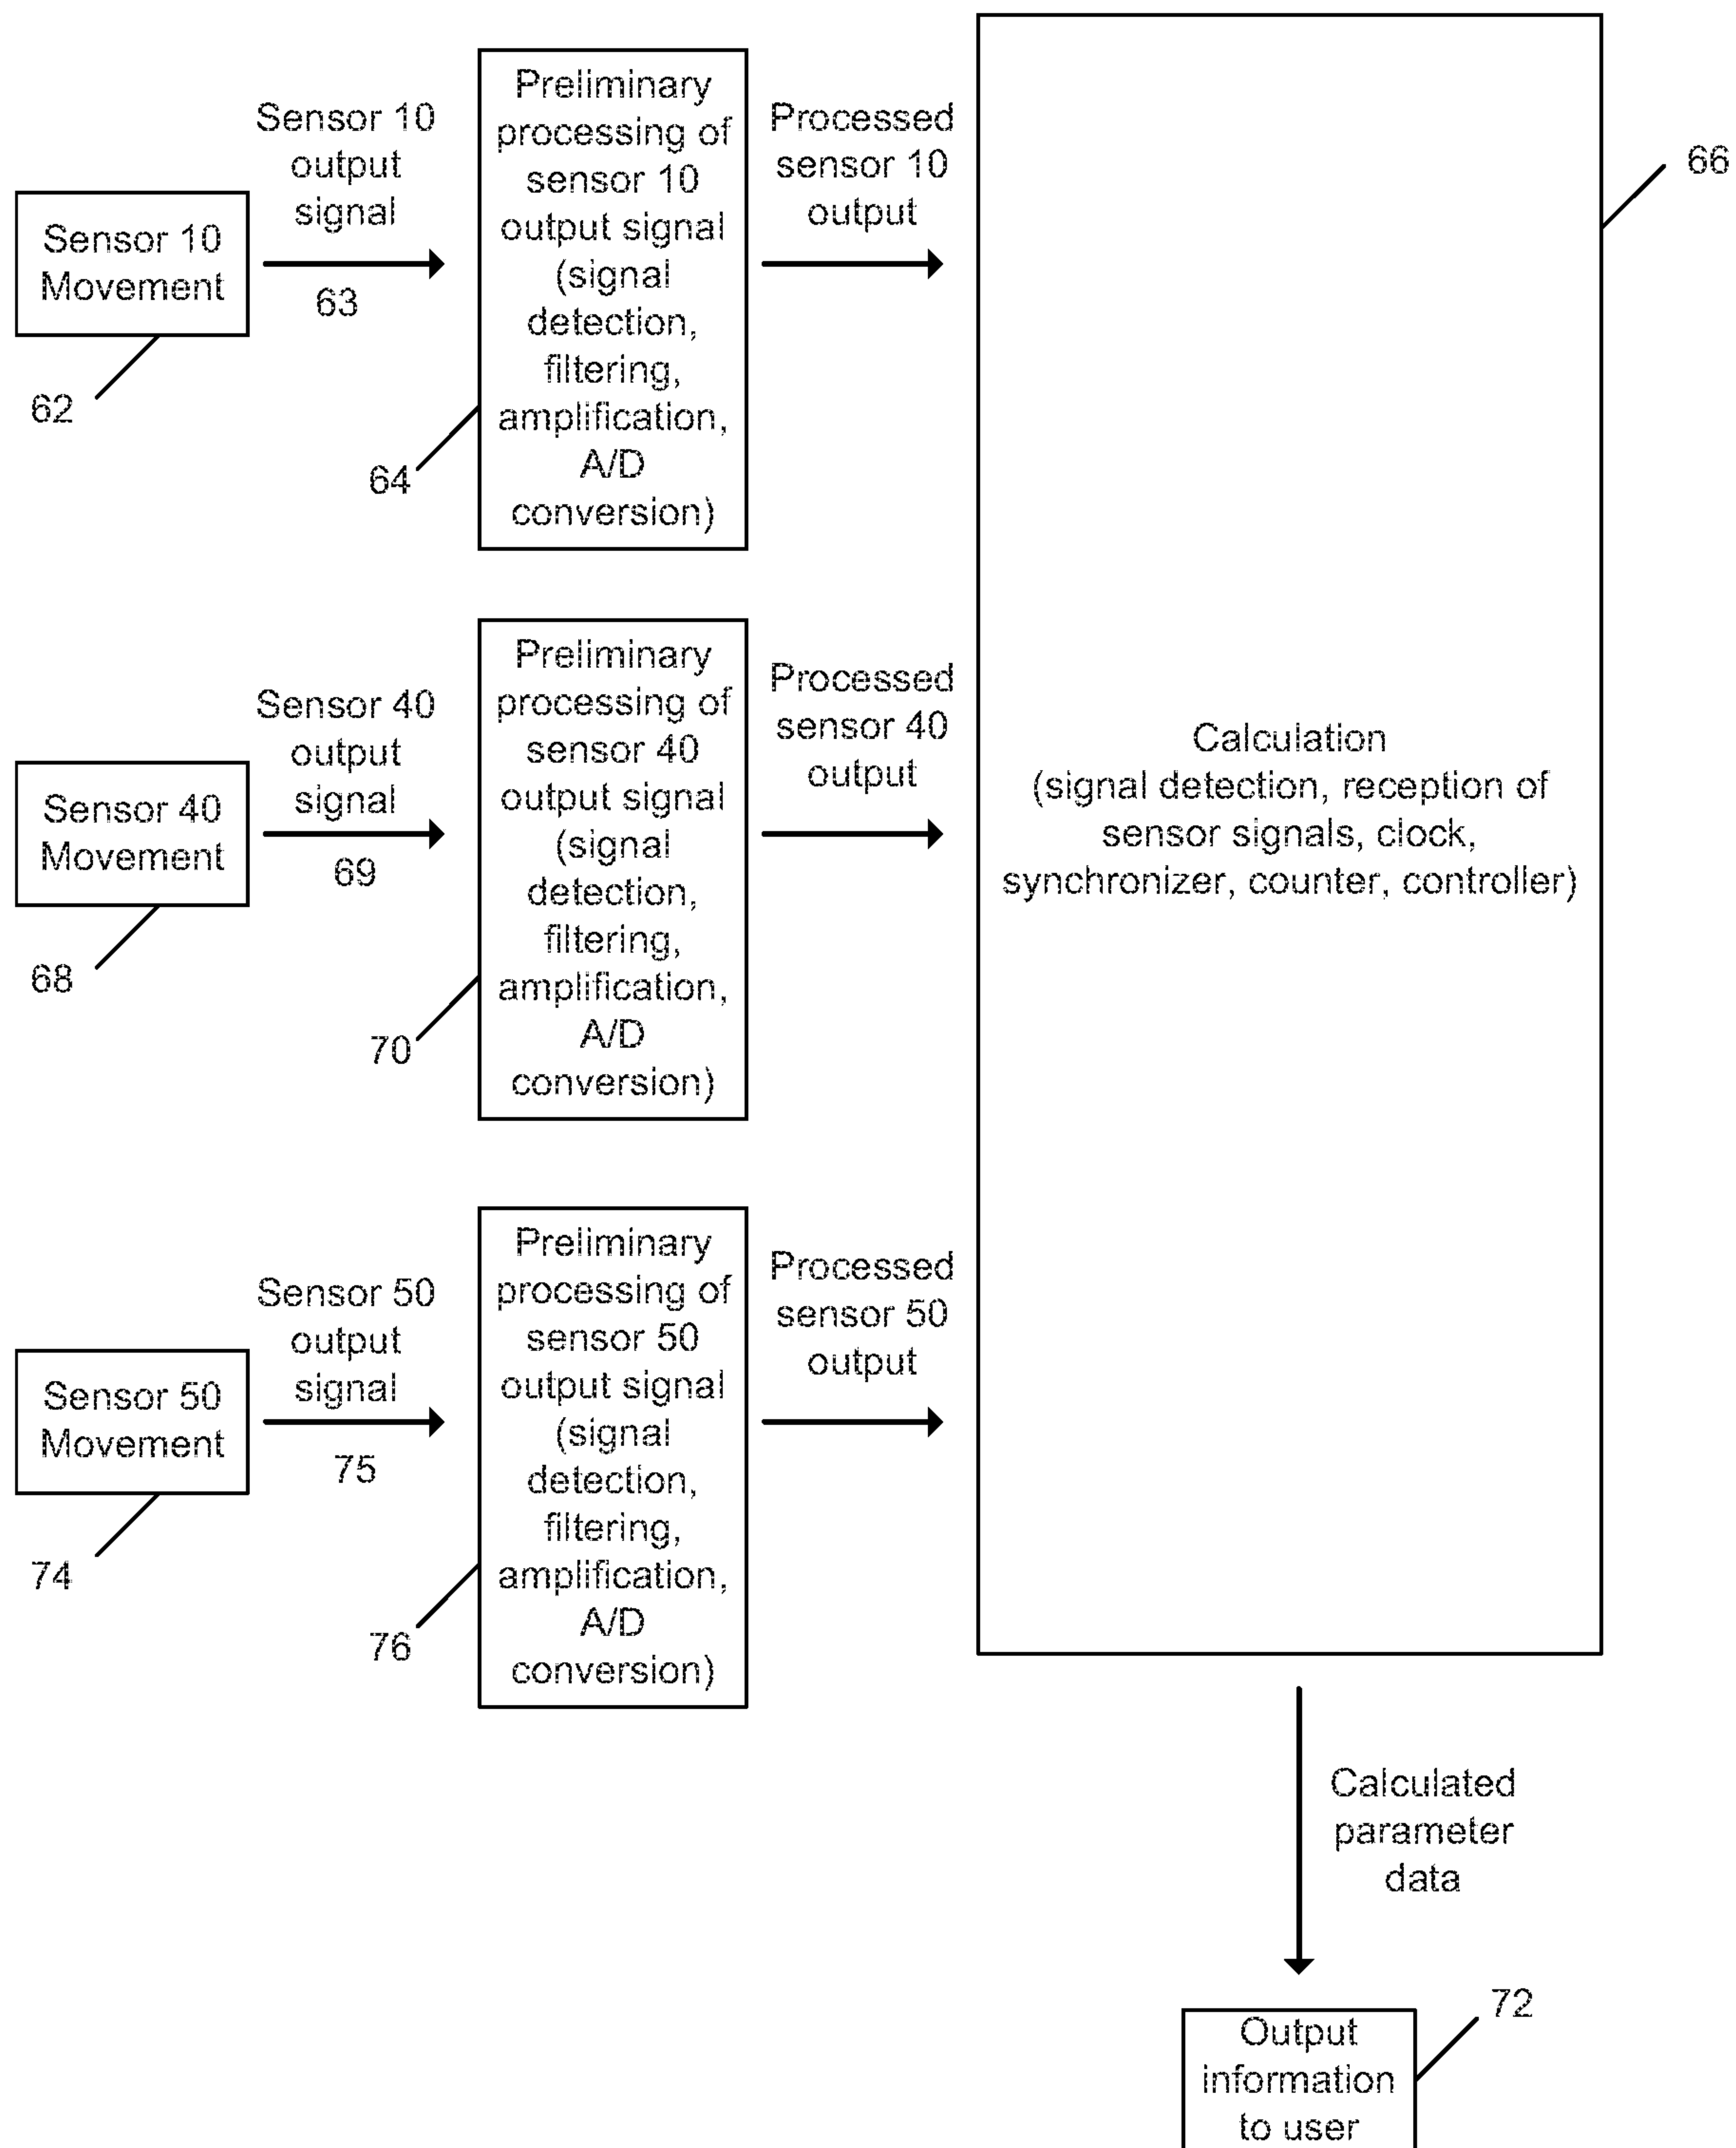 Sensor 10
Movement
62
Sensor 10
output
signal
63
Preliminary
processing of
sensor 10
output signal
(signal
detection,
filtering,
amplification,
A/D
conversion)
64
Processed
sensor 10
output
66
Sensor 40
Movement
68
Sensor 40
output
signal
69
Preliminary
processing of
sensor 40
output signal
(signal
detection,
filtering,
amplification,
A/D
conversion)
70
Processed
sensor 40
output
Calculation
(signal detection, reception of
sensor signals, clock,
synchronizer, counter, controller)
Sensor 50
Movement
74
Sensor 50
output
signal
75
Preliminary
processing of
sensor 50
output signal
(signal
detection,
filtering,
amplification,
A/D
conversion)
76
Processed
sensor 50
output
Calculated
parameter
data
72
Output
information
to user